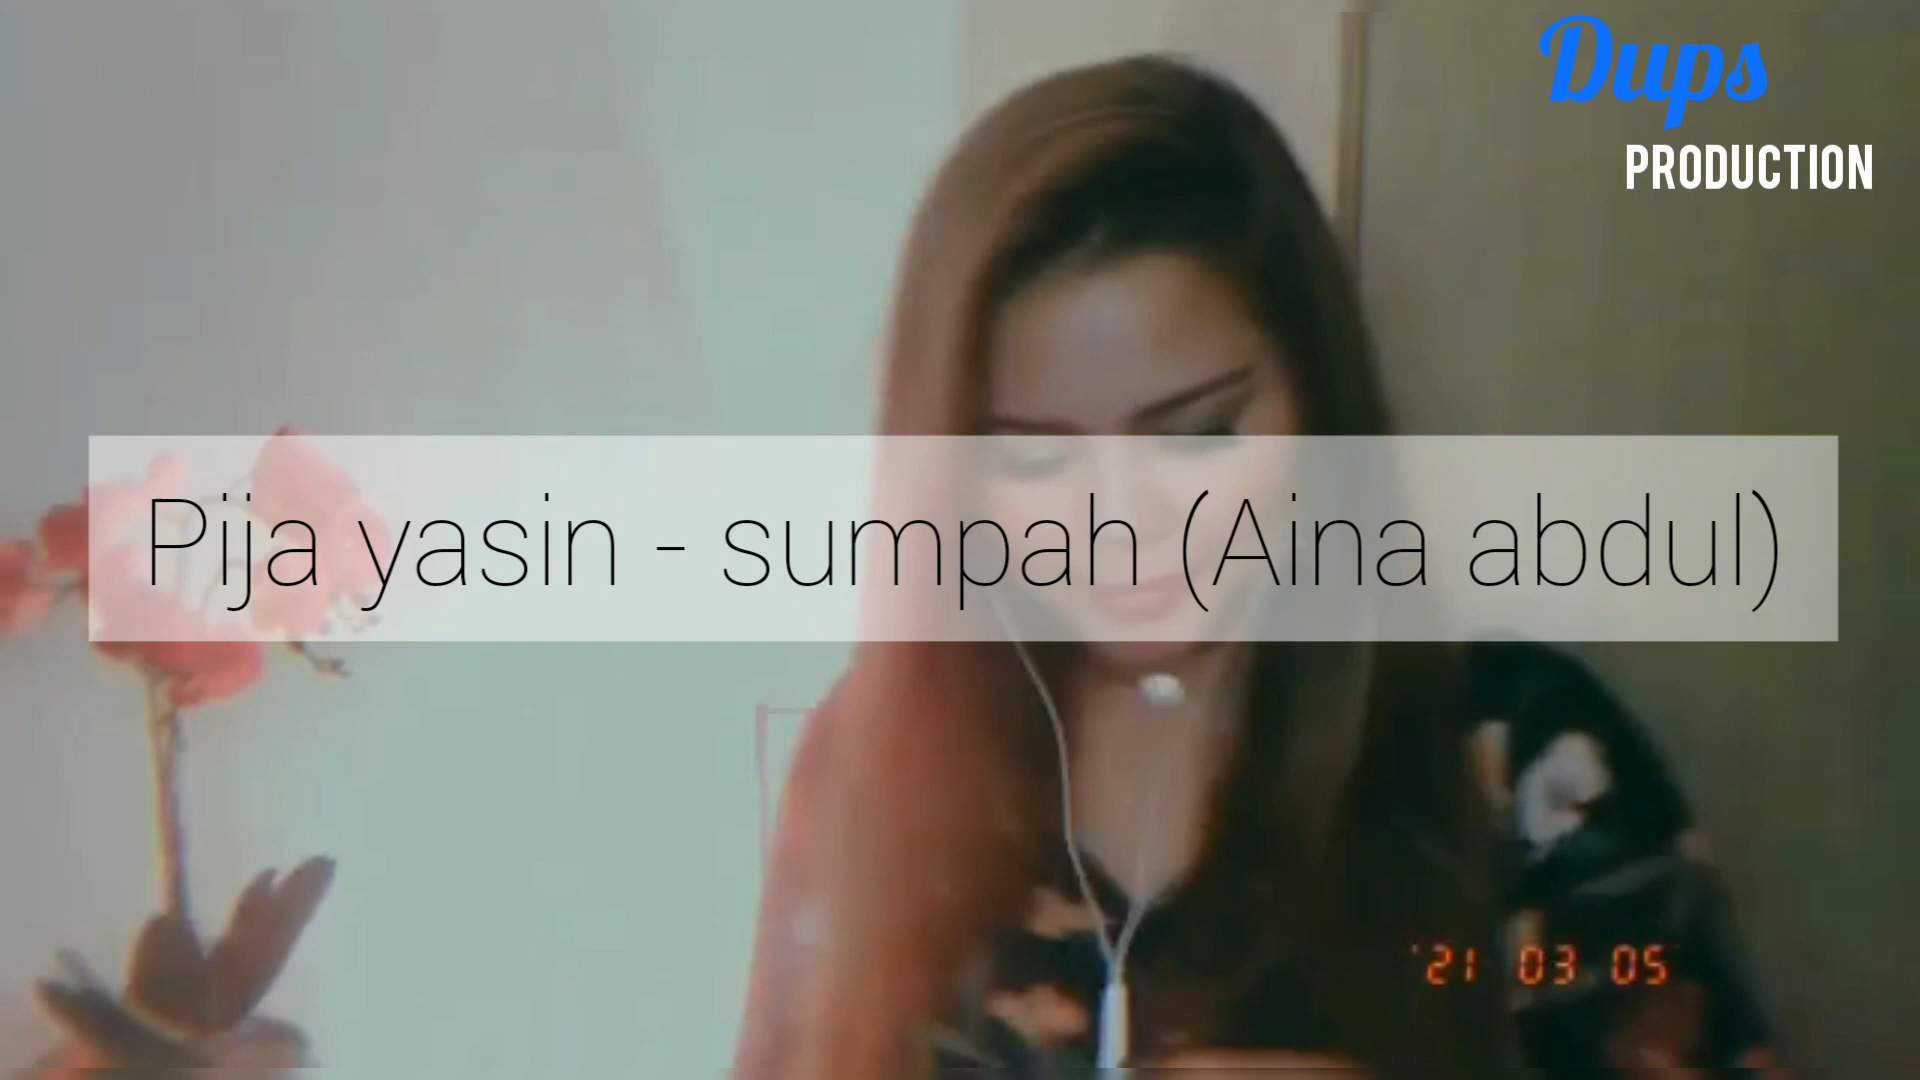 Dups
PRODUCTION
Pija yasin - sumpah (Aina abdul)
'21 03 05